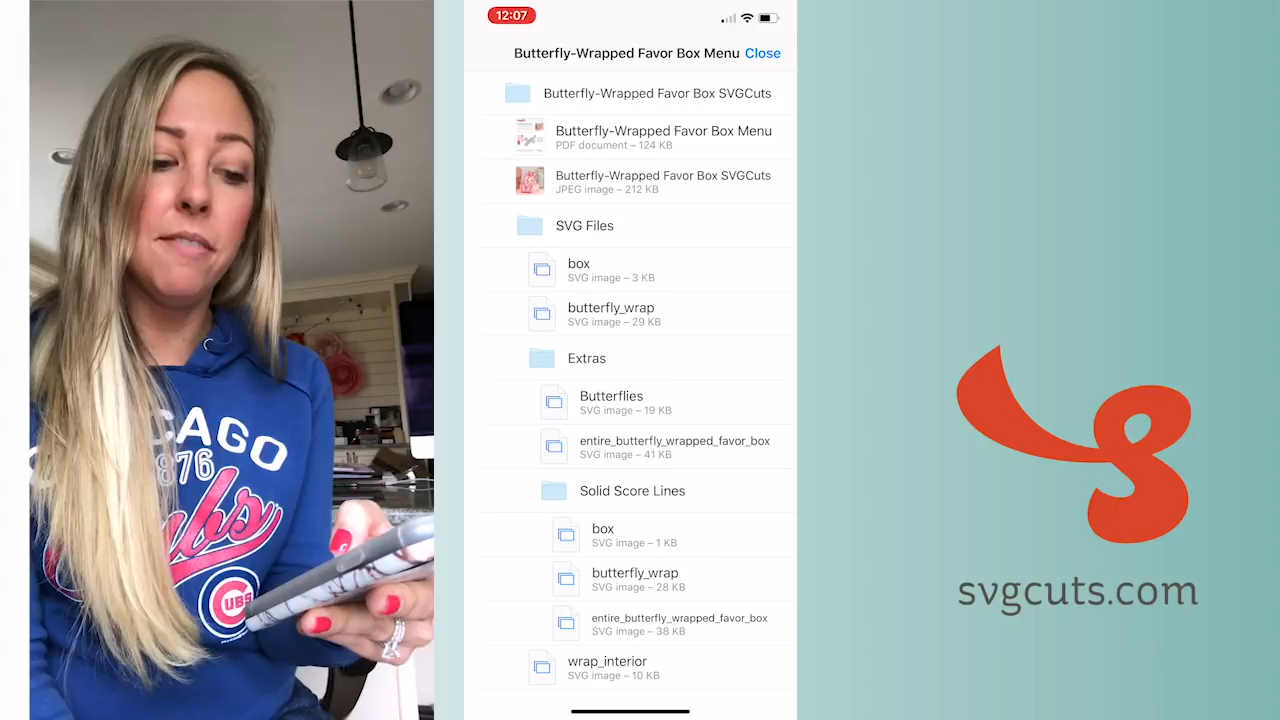 CHICAGO
1876
Cubs
CUBS
12:07
Butterfly-Wrapped Favor Box Menu Close
Butterfly-Wrapped Favor Box SVGCuts
Butterfly-Wrapped Favor Box Menu
PDF document – 124 KB
Butterfly-Wrapped Favor Box SVGCuts
JPEG image – 212 KB
SVG Files
box
SVG image – 3 KB
butterfly_wrap
SVG image – 29 KB
Extras
Butterflies
SVG image – 19 KB
entire_butterfly_wrapped_favor_box
SVG image – 41 KB
Solid Score Lines
box
SVG image – 1 KB
butterfly_wrap
SVG image – 28 KB
entire_butterfly_wrapped_favor_box
SVG image – 38 KB
wrap_interior
SVG image – 10 KB
svgcuts.com